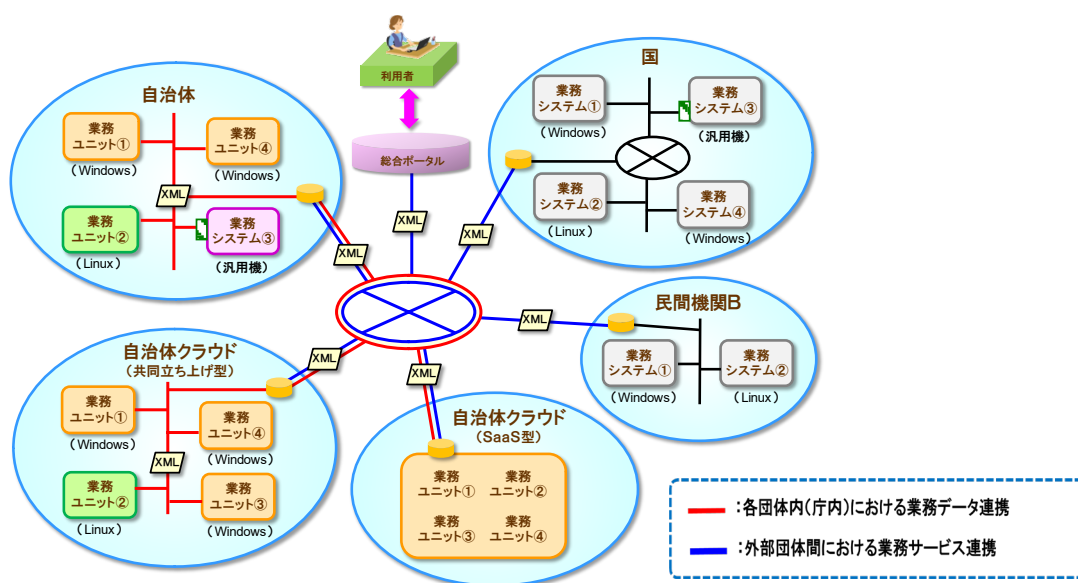 利用者
総合ポータル
自治体
業務
ユニット①
(Windows)
業務
ユニット④
(Windows)
XML
業務
ユニット②
(Linux)
業務
システム③
(汎用機)
国
業務
システム①
(Windows)
業務
システム③
(汎用機)
業務
システム②
(Linux)
業務
システム④
(Windows)
XML
XML
XML
XML
XML
XML
民間機関B
業務
システム①
(Windows)
業務
システム②
(Linux)
自治体クラウド
(共同立ち上げ型)
業務
ユニット①
(Windows)
業務
ユニット④
(Windows)
XML
業務
ユニット②
(Linux)
業務
ユニット③
(Windows)
自治体クラウド
(SaaS型)
業務
ユニット①
業務
ユニット②
業務
ユニット③
業務
ユニット④
:各団体内(庁内)における業務データ連携
:外部団体間における業務サービス連携